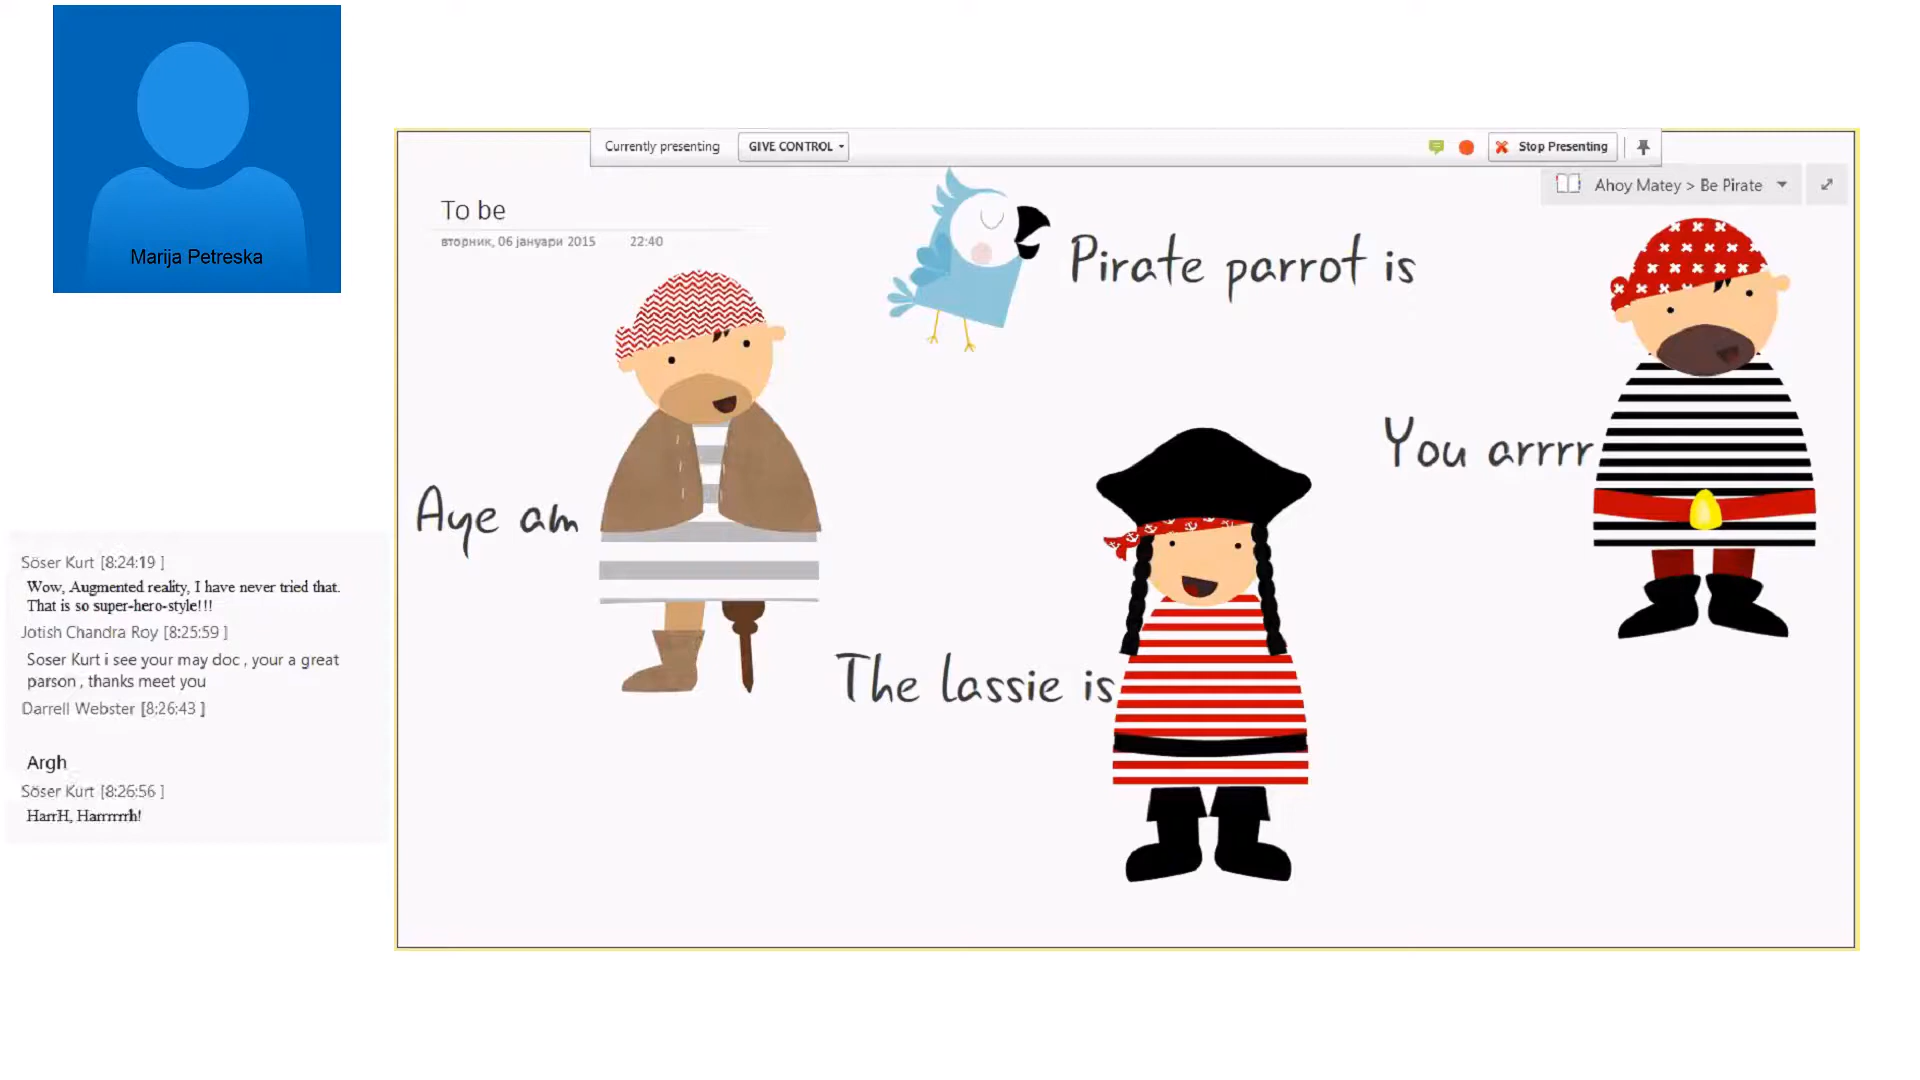 Marija Petreska
Currently presenting
GIVE CONTROL
Stop Presenting
Ahoy Matey > Be Pirate
To be
вторник, 06 јануари 2015 22:40
Pirate parrot is
You arrrr
Aye am
The lassie is
Söser Kurt [8:24:19 ]
Wow, Augmented reality, I have never tried that.
That is so super-hero-style!!!
Jotish Chandra Roy [8:25:59 ]
Soser Kurt i see your may doc , your a great
parson , thanks meet you
Darrell Webster [8:26:43 ]
Argh
Söser Kurt [8:26:56 ]
HarrH, Harrrrrrh!